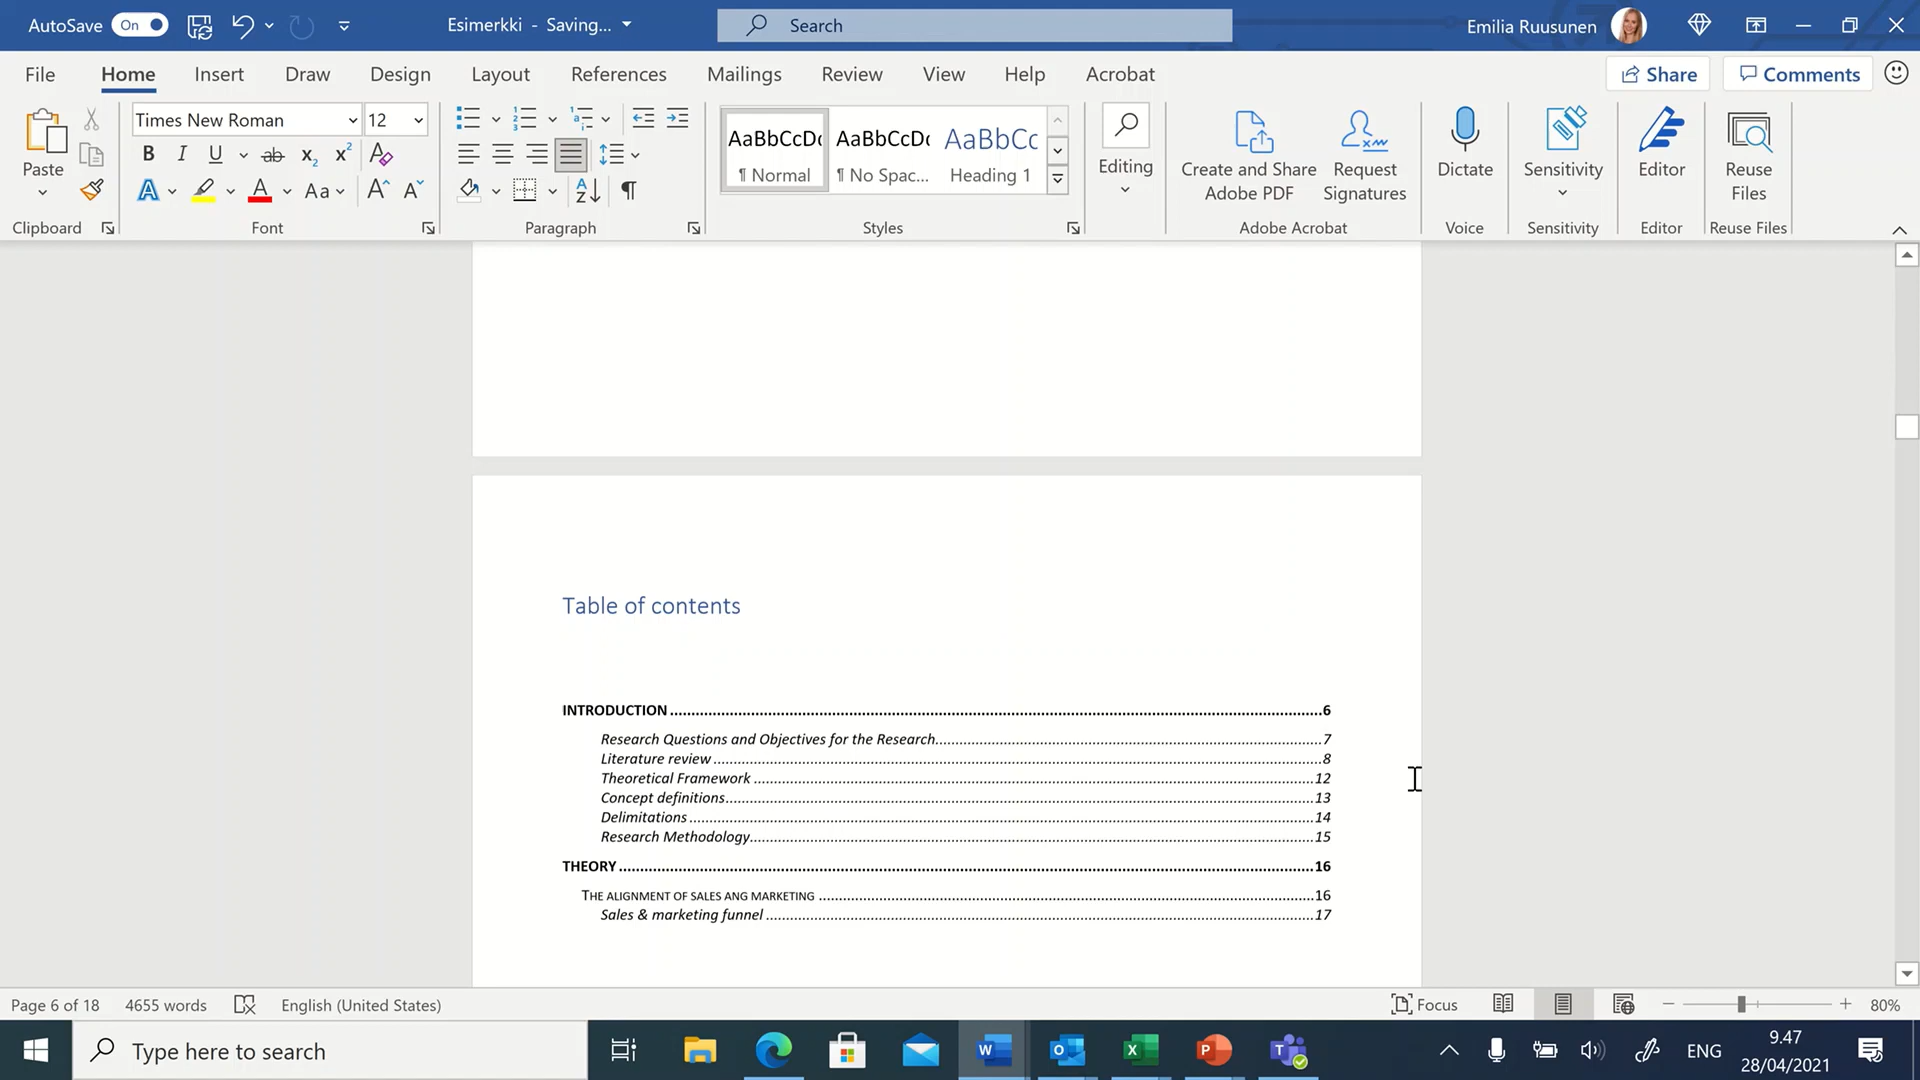 AutoSave On Esimerkki - Saving... Search Emilia Ruusunen
File Home Insert Draw Design Layout References Mailings Review View Help Acrobat Share Comments
Paste Times New Roman 12
B I U ab x₂ x² A
A A Aa A A A Z ¶
AaBbCcDc AaBbCcDc AaBbCc
¶ Normal ¶ No Spac... Heading 1
Editing
Create and Share Adobe PDF
Request Signatures
Dictate
Sensitivity
Editor
Reuse Files
Clipboard Font Paragraph Styles Adobe Acrobat Voice Sensitivity Editor Reuse Files
Table of contents
INTRODUCTION ........ 6
Research Questions and Objectives for the Research ........ 7
Literature review ........ 8
Theoretical Framework ........ 12
Concept definitions ........ 13
Delimitations ........ 14
Research Methodology ........ 15
THEORY ........ 16
THE ALIGNMENT OF SALES ANG MARKETING ........ 16
Sales & marketing funnel ........ 17
Page 6 of 18 4655 words English (United States) Focus 80%
Type here to search ENG 9.47
28/04/2021